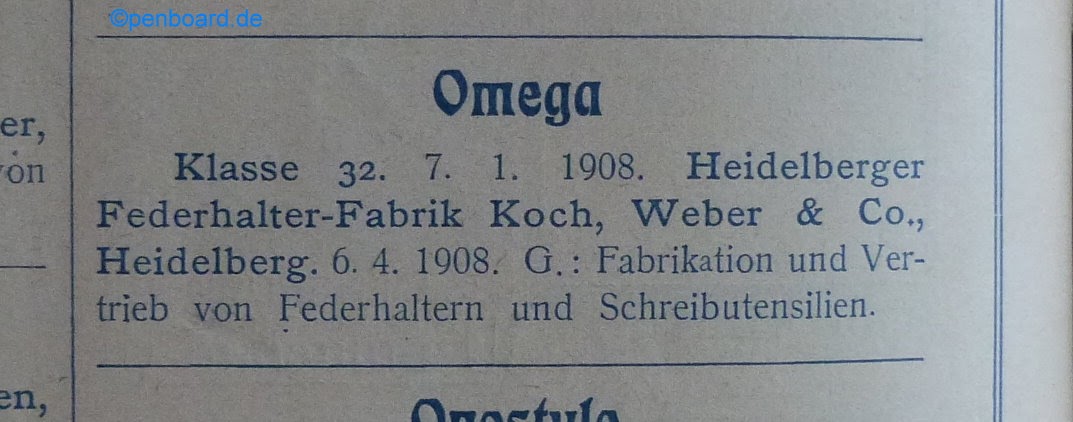 ©penboard.de
Omega
er,
von
Klasse 32. 7. 1. 1908. Heidelberger
Federhalter-Fabrik Koch, Weber & Co.,
Heidelberg. 6. 4. 1908. G.: Fabrikation und Ver-
trieb von Federhaltern und Schreibutensilien.
en,